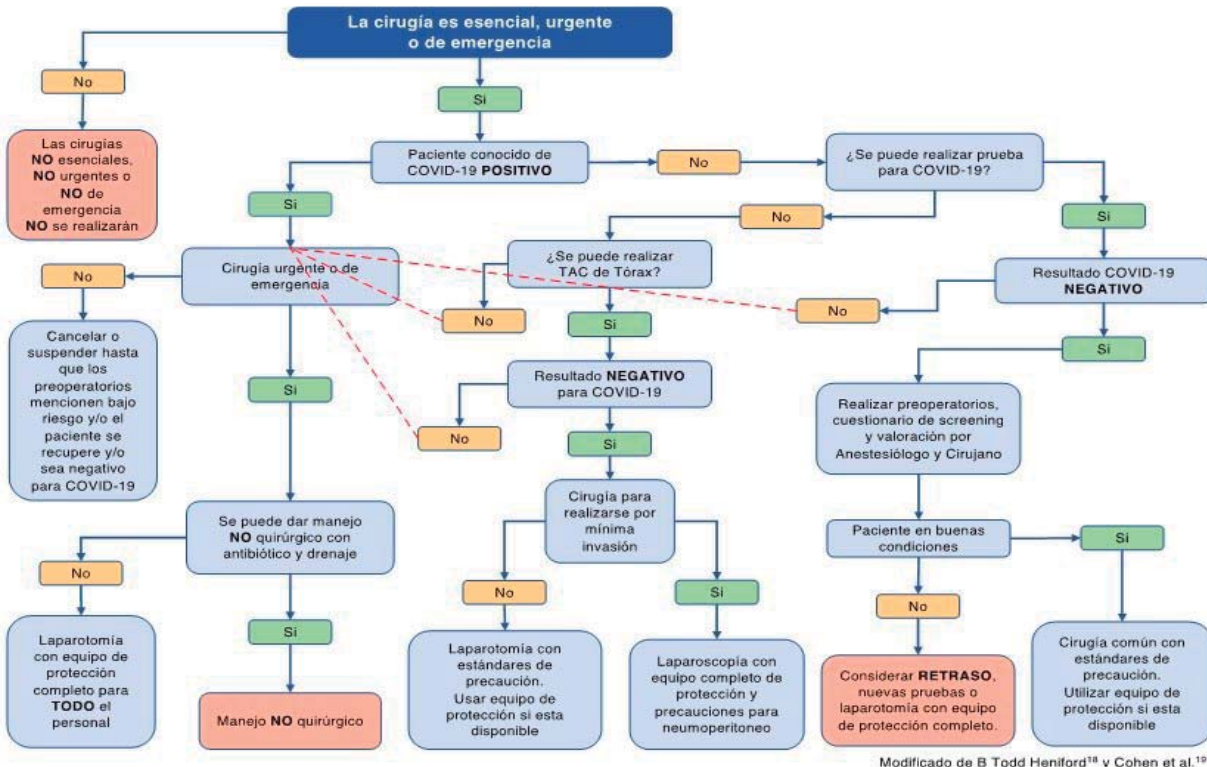 La cirugía es esencial, urgente
o de emergencia
No
Si
Las cirugías
NO esenciales,
NO urgentes o
NO de
emergencia
NO se realizarán
Paciente conocido de
COVID-19 POSITIVO
No
¿Se puede realizar prueba
para COVID-19?
Si
No
Si
Cirugía urgente o de
emergencia
No
¿Se puede realizar
TAC de Tórax?
No
Si
Resultado COVID-19
NEGATIVO
No
Si
Cancelar o
suspender hasta
que los
preoperatorios
mencionen bajo
riesgo y/o el
paciente se
recupere y/o
sea negativo
para COVID-19
Si
Resultado NEGATIVO
para COVID-19
No
Si
Realizar preoperatorios,
cuestionario de screening
y valoración por
Anestesiólogo y Cirujano
Se puede dar manejo
NO quirúrgico con
antibiótico y drenaje
Cirugía para
realizarse por
mínima
invasión
Paciente en buenas
condiciones
Si
No
Si
No
Si
No
Laparotomía
con equipo de
protección
completo para
TODO el
personal
Manejo NO quirúrgico
Laparotomía con
estándares de
precaución.
Usar equipo de
protección si esta
disponible
Laparoscopía con
equipo completo de
protección y
precauciones para
neumoperitoneo
Considerar RETRASO,
nuevas pruebas o
laparotomía con equipo
de protección completo.
Cirugía común con
estándares de
precaución.
Utilizar equipo de
protección si esta
disponible
Modificado de B Todd Heniford18 y Cohen et al.19